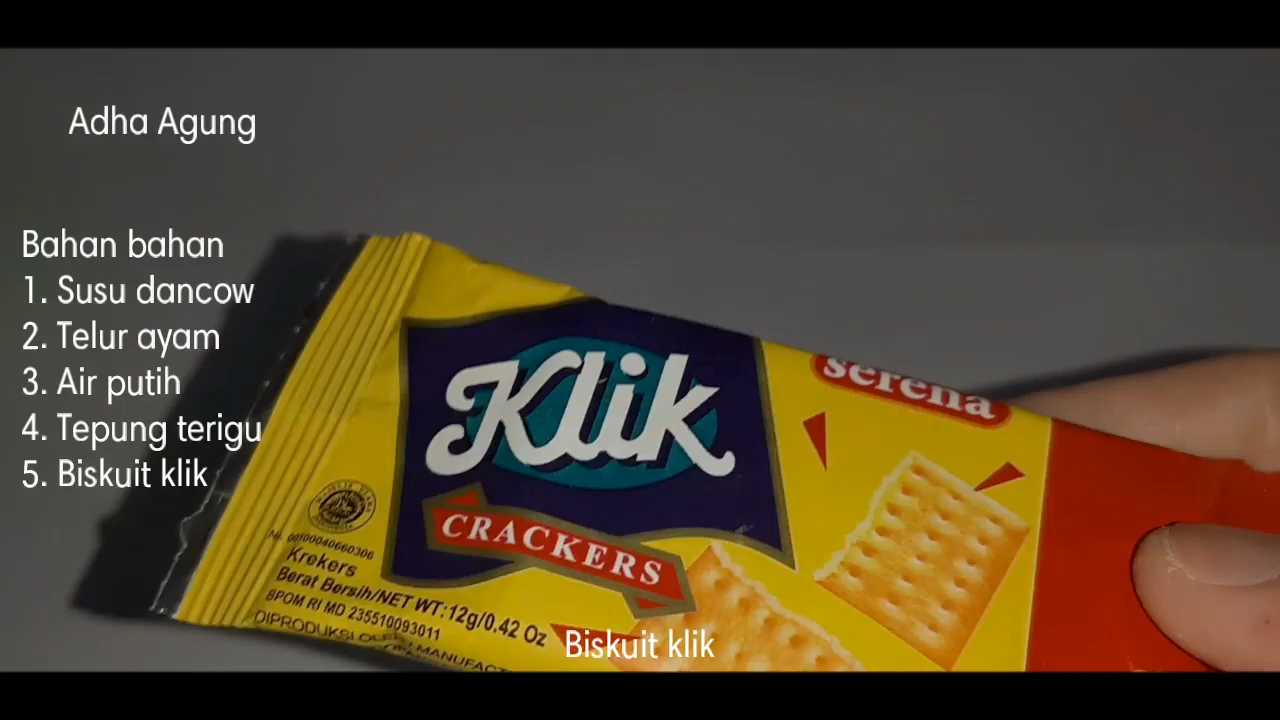 Adha Agung
Bahan bahan
1. Susu dancow
2. Telur ayam
3. Air putih
4. Tepung terigu
5. Biskuit klik
Klik
CRACKERS
serena
No. 00100040660306
Krekers
Berat Bersih/NET WT:12g/0.42 Oz
BPOM RI MD 235510093011
DIPRODUKSI OLEH
Biskuit klik